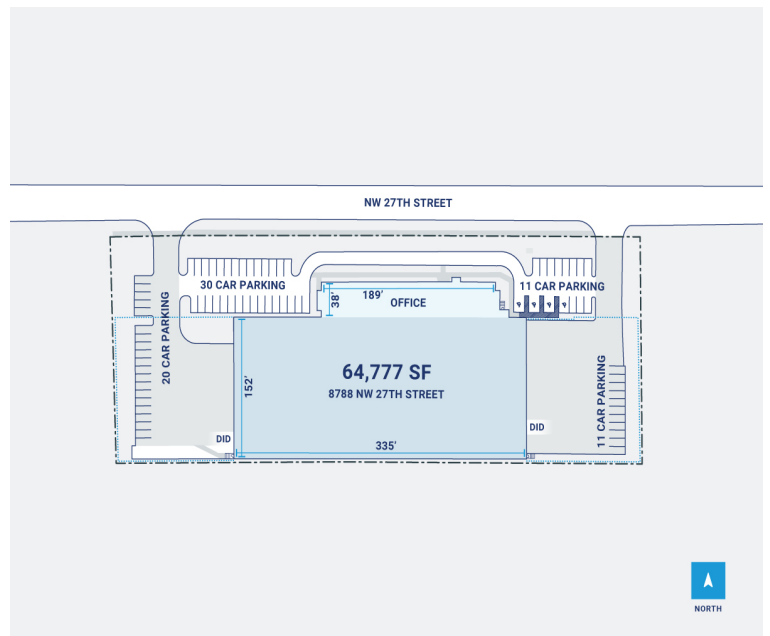 NW 27TH STREET
30 CAR PARKING
11 CAR PARKING
189’
38’
OFFICE
20 CAR PARKING
64,777 SF
8788 NW 27TH STREET
152’
11 CAR PARKING
DID
DID
335’
NORTH